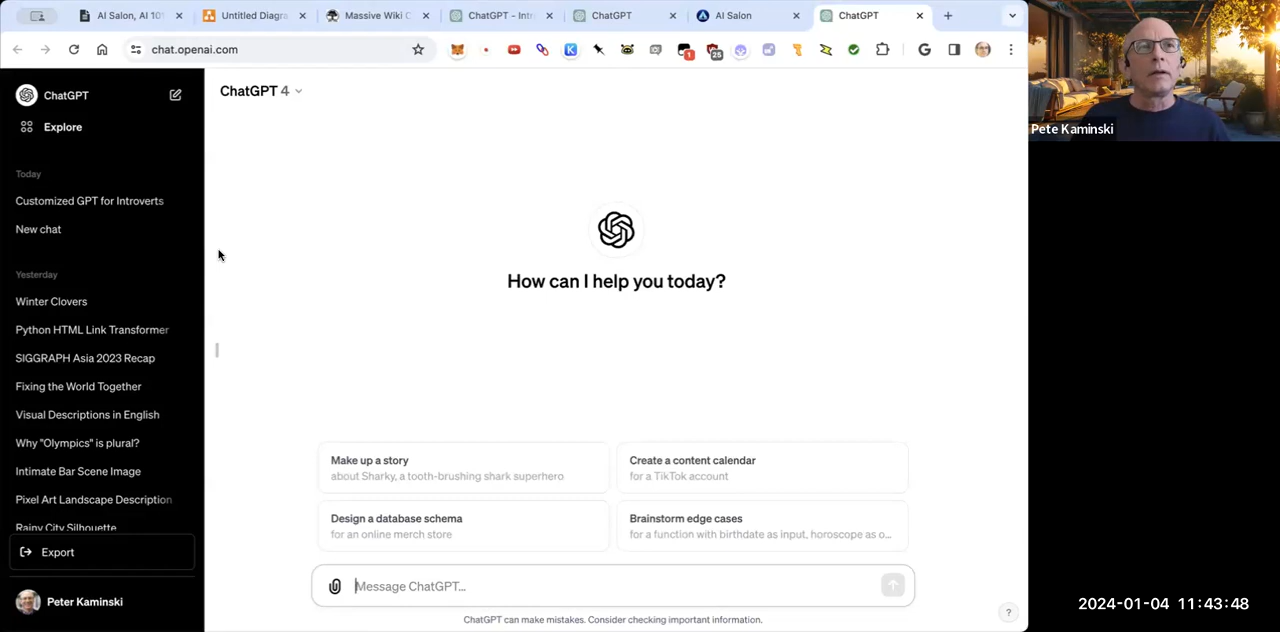 AI Salon, AI 101
Untitled Diagra
Massive Wiki C
ChatGPT - Intr
ChatGPT
AI Salon
ChatGPT
chat.openai.com
1
25
ChatGPT
Explore
Today
Customized GPT for Introverts
New chat
Yesterday
Winter Clovers
Python HTML Link Transformer
SIGGRAPH Asia 2023 Recap
Fixing the World Together
Visual Descriptions in English
Why "Olympics" is plural?
Intimate Bar Scene Image
Pixel Art Landscape Description
Rainy City Silhouette
Export
Peter Kaminski
ChatGPT 4
How can I help you today?
Make up a story
about Sharky, a tooth-brushing shark superhero
Create a content calendar
for a TikTok account
Design a database schema
for an online merch store
Brainstorm edge cases
for a function with birthdate as input, horoscope as o...
Message ChatGPT...
ChatGPT can make mistakes. Consider checking important information.
?
Pete Kaminski
2024-01-04 11:43:48